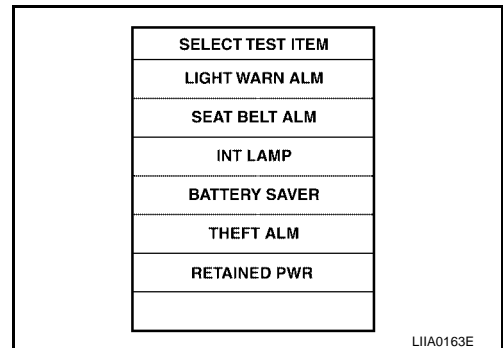 SELECT TEST ITEM
LIGHT WARN ALM
SEAT BELT ALM
INT LAMP
BATTERY SAVER
THEFT ALM
RETAINED PWR
LIIA0163E